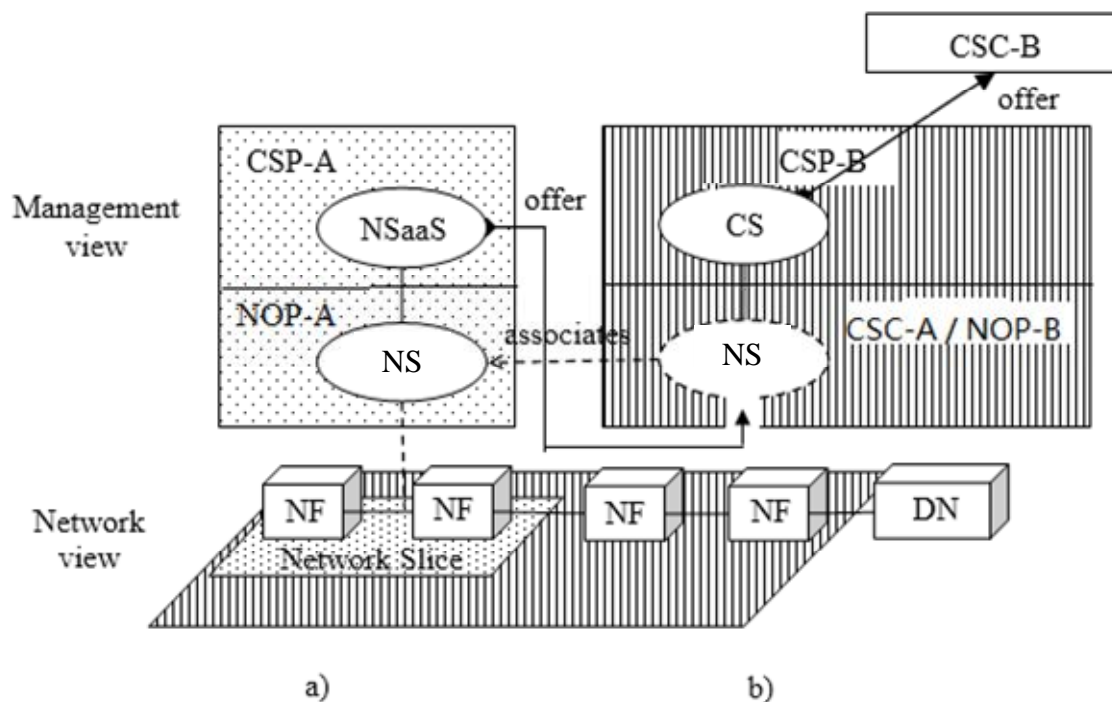 CSC-B
offer
CSP-A
CSP-B
Management
view
offer
NSaaS
CS
NOP-A
associates
CSC-A / NOP-B
NS
NS
Network
view
NF
NF
NF
NF
DN
Network Slice
a)
b)